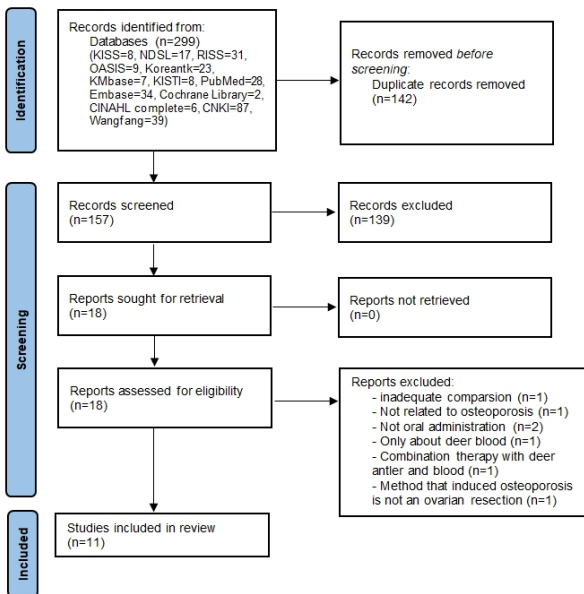 Identification
Records identified from:
Databases (n=299)
(KISS=8, NDSL=17, RISS=31,
OASIS=9, Koreantk=23,
KMbase=7, KISTI=8, PubMed=28,
Embase=34, Cochrane Library=2,
CINAHL complete=6, CNKI=87,
Wangfang=39)
Records removed before
screening:
Duplicate records removed
(n=142)
Screening
Records screened
(n=157)
Records excluded
(n=139)
Reports sought for retrieval
(n=18)
Reports not retrieved
(n=0)
Reports assessed for eligibility
(n=18)
Reports excluded:
- inadequate comparsion (n=1)
- Not related to osteoporosis (n=1)
- Not oral administration (n=2)
- Only about deer blood (n=1)
- Combination therapy with deer
antler and blood (n=1)
- Method that induced osteoporosis
is not an ovarian resection (n=1)
Included
Studies included in review
(n=11)